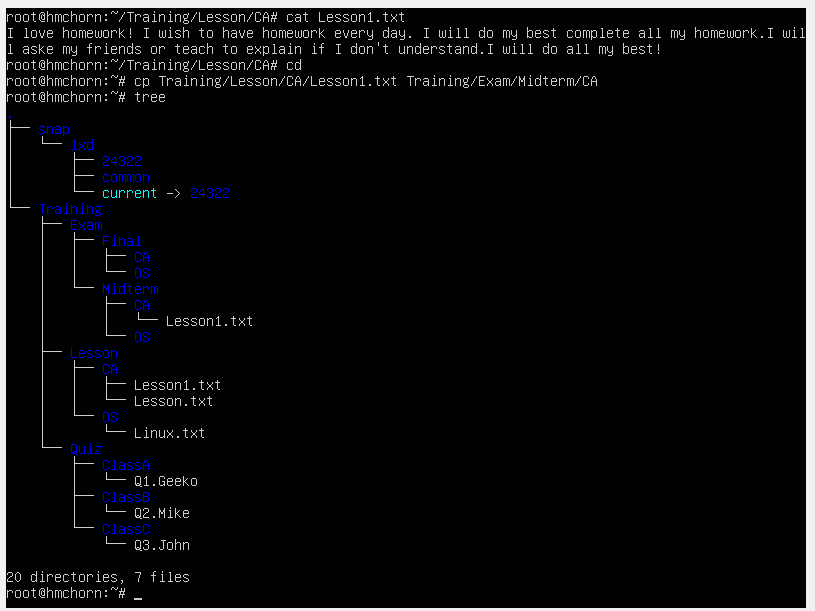 root@hmchorn:~/Training/Lesson/CA# cat Lesson1.txt
I love homework! I wish to have homework every day. I will do my best complete all my homework.I wil
l aske my friends or teach to explain if I don't understand.I will do all my best!
root@hmchorn:~/Training/Lesson/CA# cd
root@hmchorn:~# cp Training/Lesson/CA/Lesson1.txt Training/Exam/Midterm/CA
root@hmchorn:~# tree
.
├── snap
│   └── lxd
│       ├── 24322
│       ├── common
│       └── current -> 24322
└── Training
    ├── Exam
    │   ├── Final
    │   │   ├── CA
    │   │   └── OS
    │   └── Midterm
    │       ├── CA
    │       │   └── Lesson1.txt
    │       └── OS
    ├── Lesson
    │   ├── CA
    │   │   ├── Lesson1.txt
    │   │   └── Lesson.txt
    │   └── OS
    │       └── Linux.txt
    └── Quiz
        ├── ClassA
        │   └── Q1.Geeko
        ├── ClassB
        │   └── Q2.Mike
        └── ClassC
            └── Q3.John
20 directories, 7 files
root@hmchorn:~# _